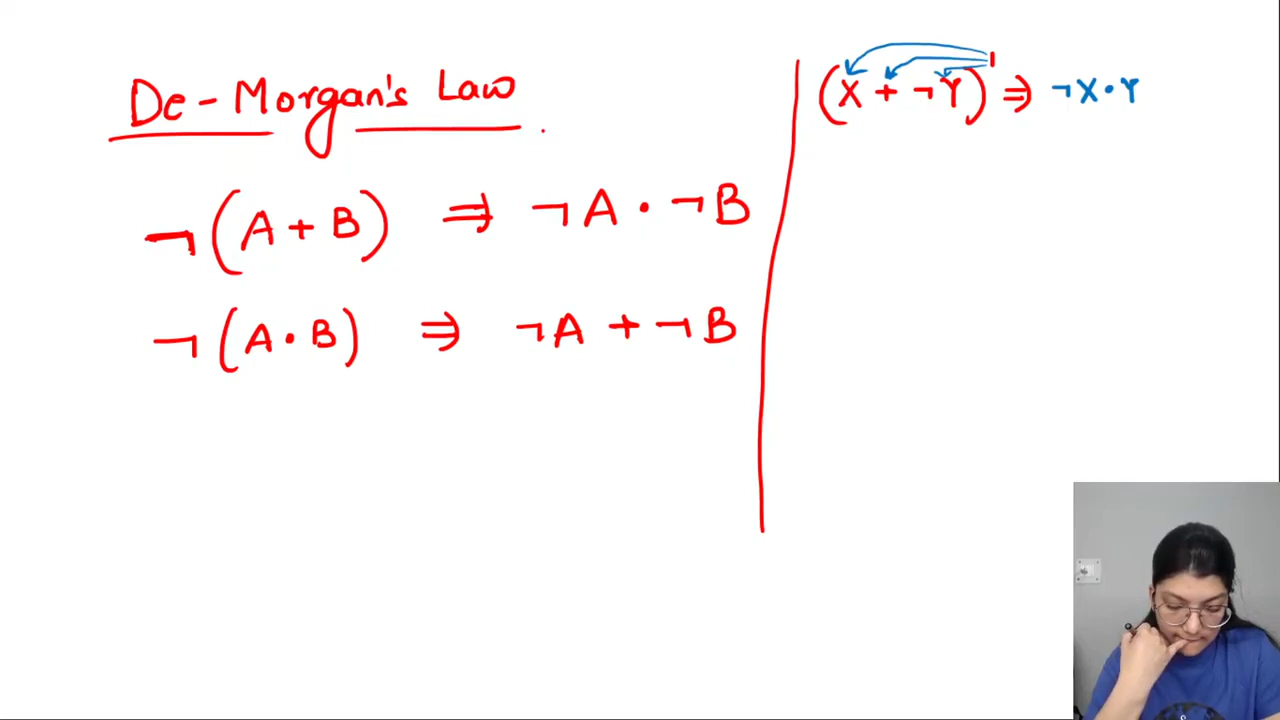 De-Morgan's Law.
¬(A + B) ⇒ ¬A · ¬B
¬(A · B) ⇒ ¬A + ¬B
(X + ¬Y)' ⇒ ¬X · Y